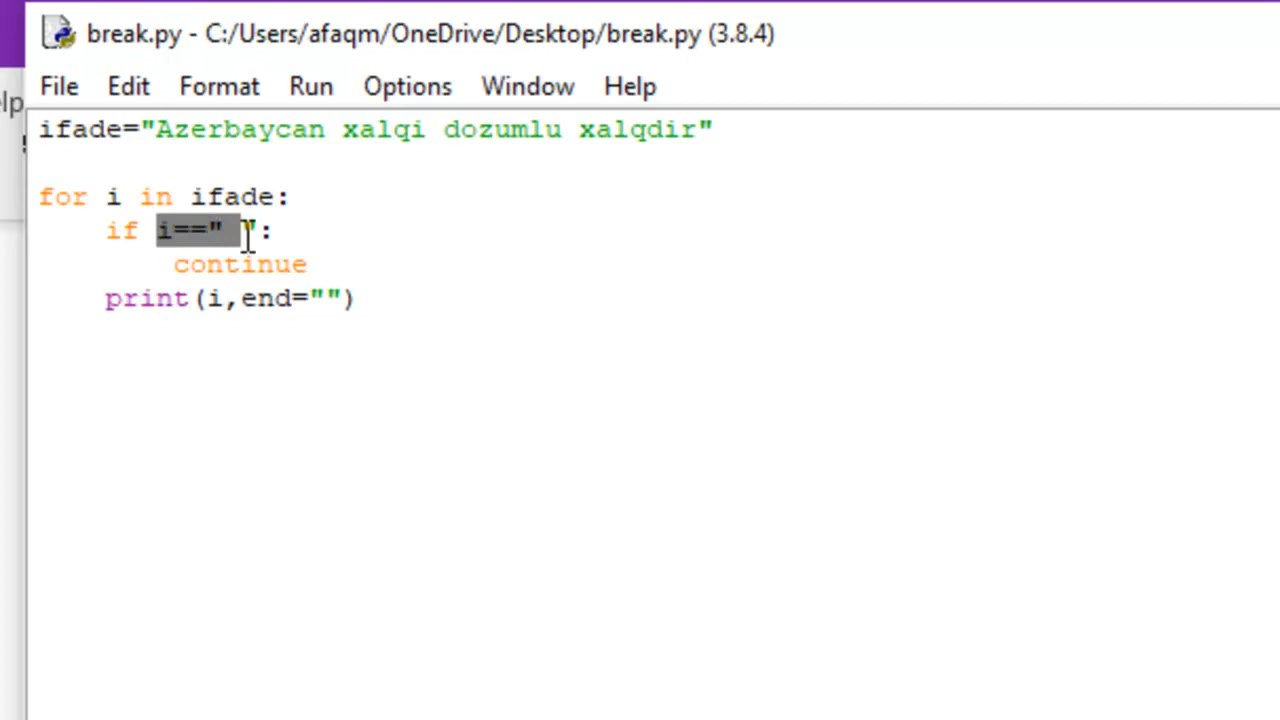 break.py - C:/Users/afaqm/OneDrive/Desktop/break.py (3.8.4)
File Edit Format Run Options Window Help
elp
ifade="Azerbaycan xalqi dozumlu xalqdir"
for i in ifade:
if i==" ":
continue
print(i,end="")